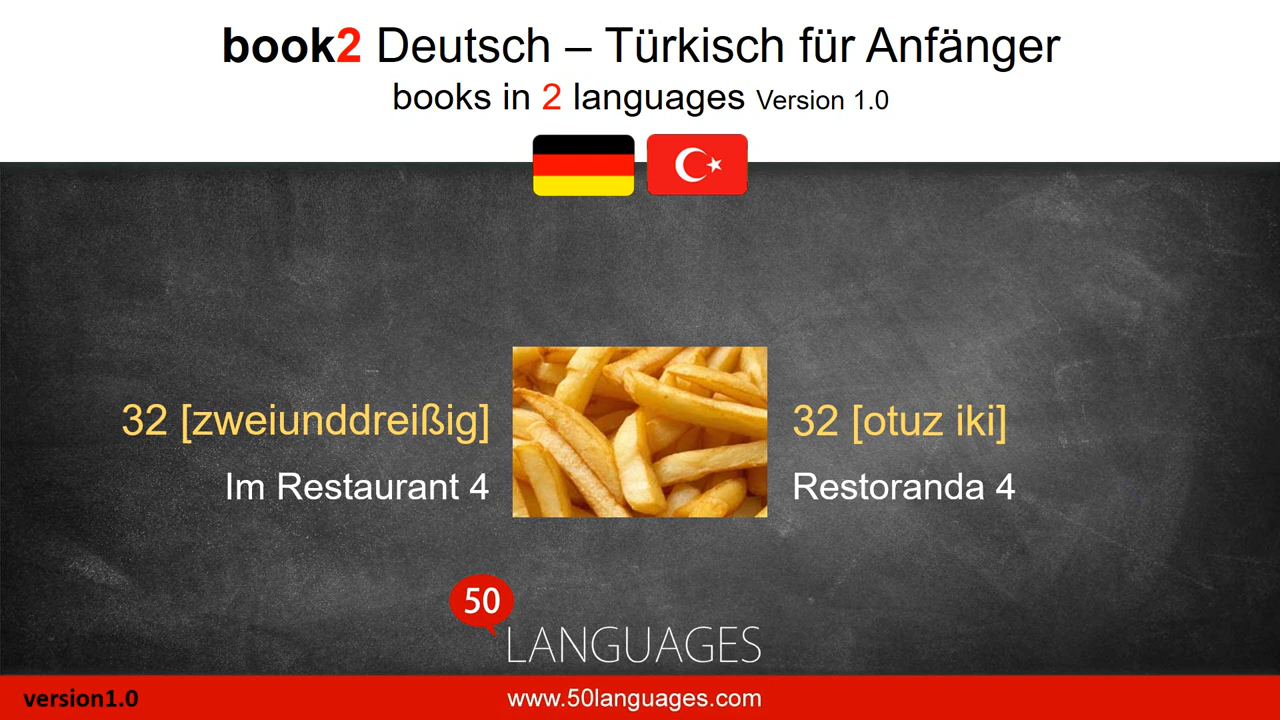 book2 Deutsch – Türkisch für Anfänger
books in 2 languages Version 1.0
32 [zweiunddreißig]
Im Restaurant 4
32 [otuz iki]
Restoranda 4
50
LANGUAGES
version1.0
www.50languages.com